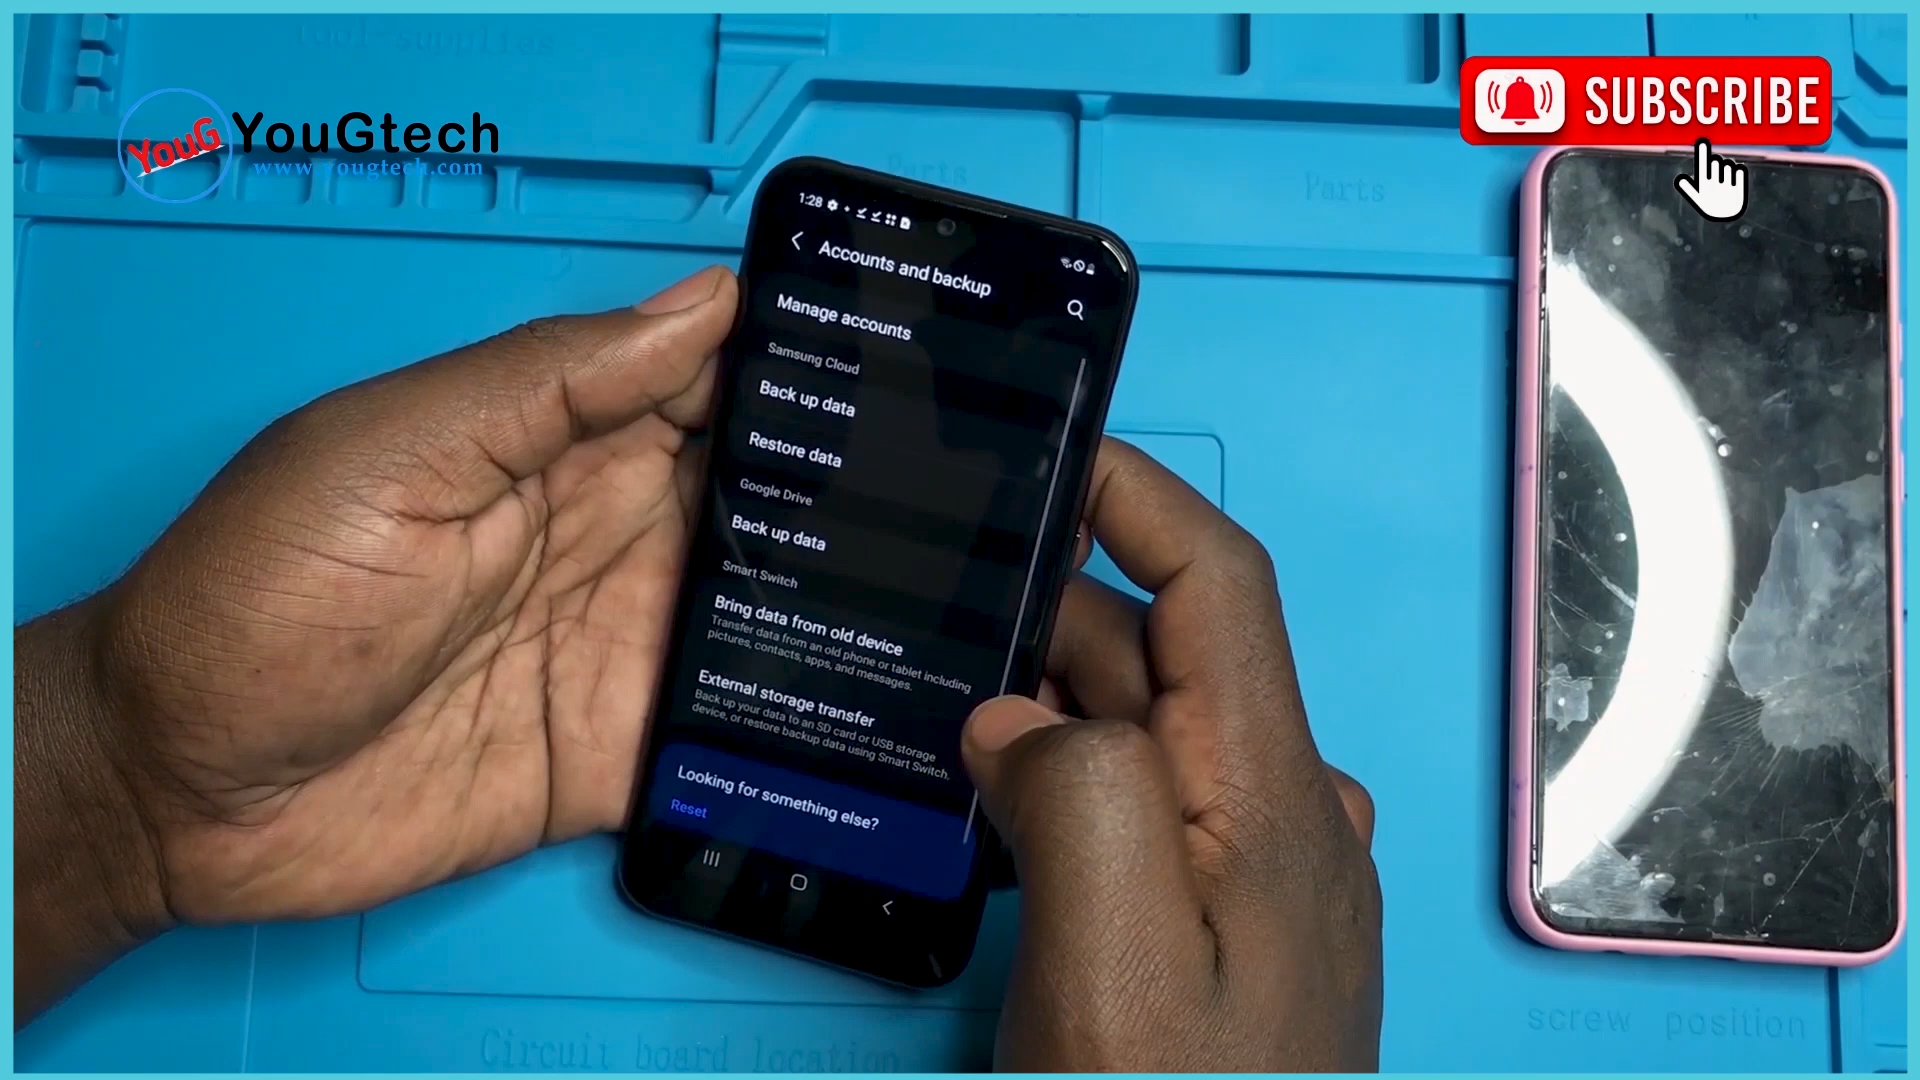 Tool-supplies
YouG
YouGtech
www.yougtech.com
SUBSCRIBE
Parts
Parts
1:28
Accounts and backup
Manage accounts
Samsung Cloud
Back up data
Restore data
Google Drive
Back up data
Smart Switch
Bring data from old device
Transfer data from an old phone or tablet including
pictures, contacts, apps, and messages.
External storage transfer
Back up your data to an SD card or USB storage
device, or restore backup data using Smart Switch.
Looking for something else?
Reset
screw position
Circuit board location